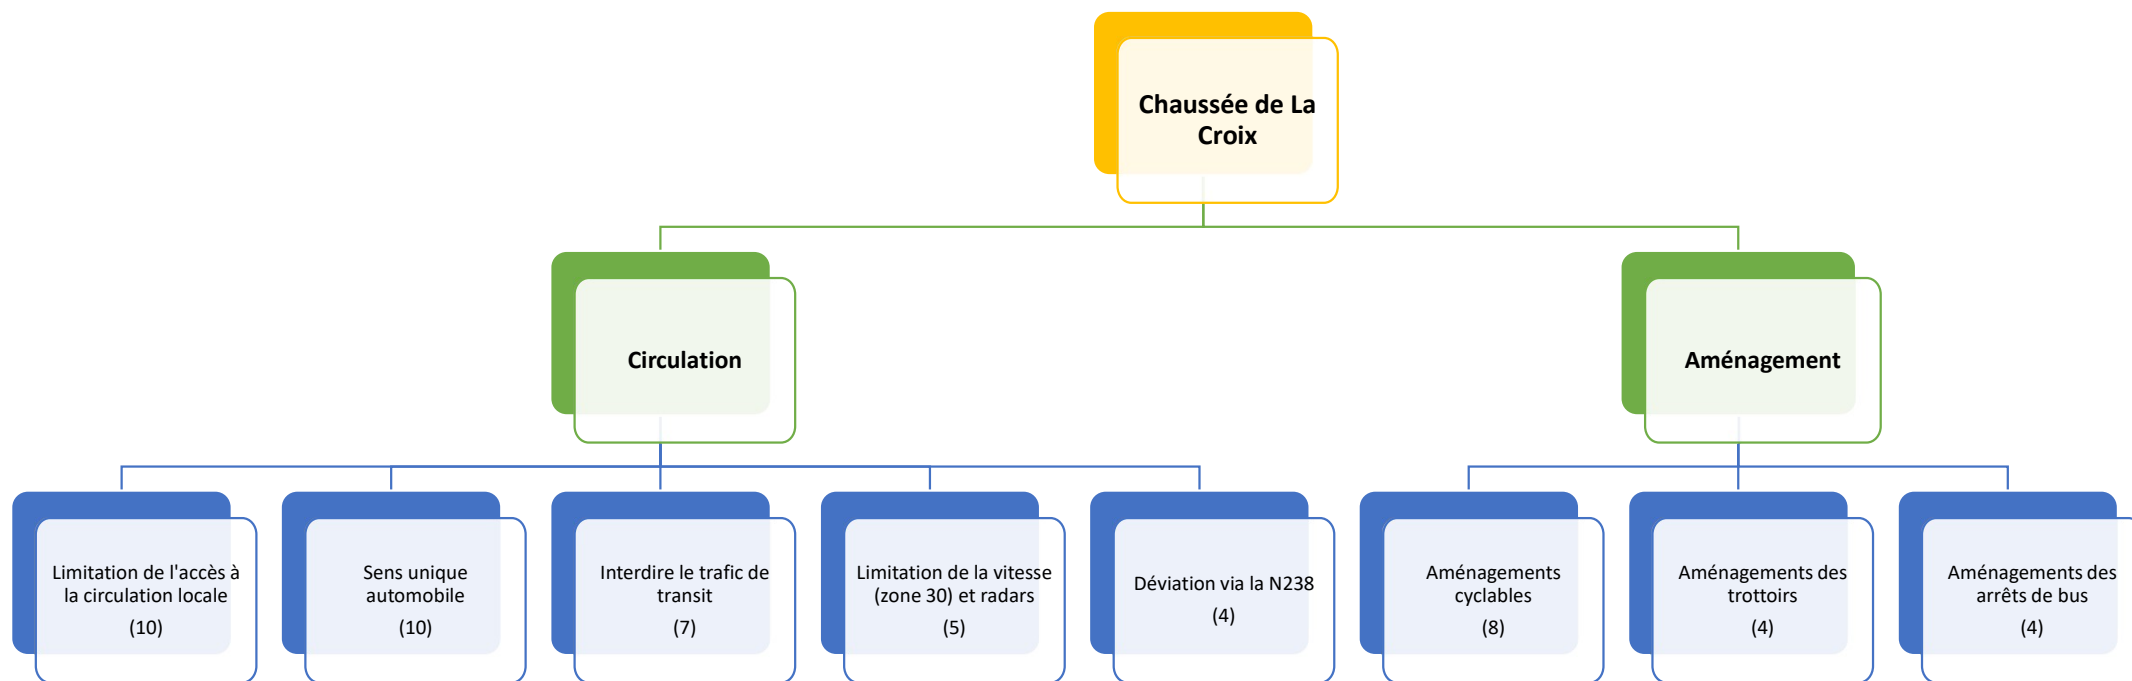 Chaussée de La
Croix
Circulation
Aménagement
Limitation de l'accès à
la circulation locale
(10)
Sens unique
automobile
(10)
Interdire le trafic de
transit
(7)
Limitation de la vitesse
(zone 30) et radars
(5)
Déviation via la N238
(4)
Aménagements
cyclables
(8)
Aménagements des
trottoirs
(4)
Aménagements des
arrêts de bus
(4)